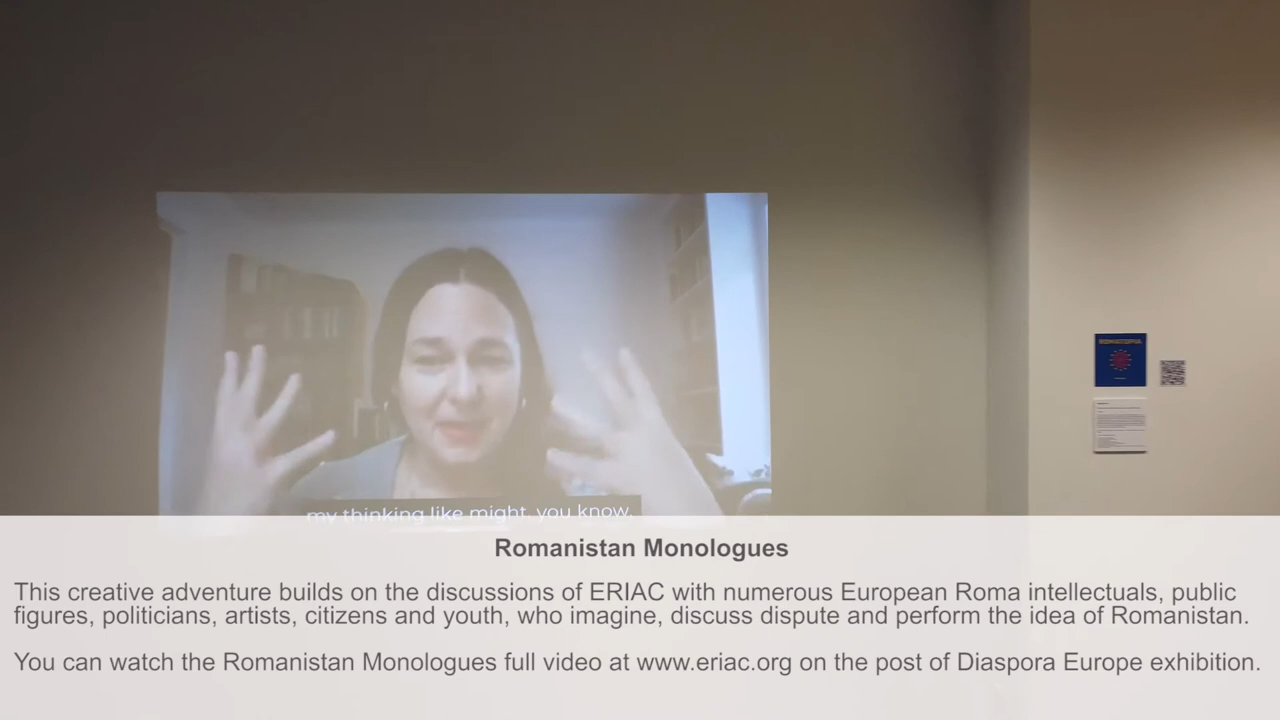 ROMATOPIA
my thinking like might, you know,
Romanistan Monologues
This creative adventure builds on the discussions of ERIAC with numerous European Roma intellectuals, public
figures, politicians, artists, citizens and youth, who imagine, discuss dispute and perform the idea of Romanistan.
You can watch the Romanistan Monologues full video at www.eriac.org on the post of Diaspora Europe exhibition.